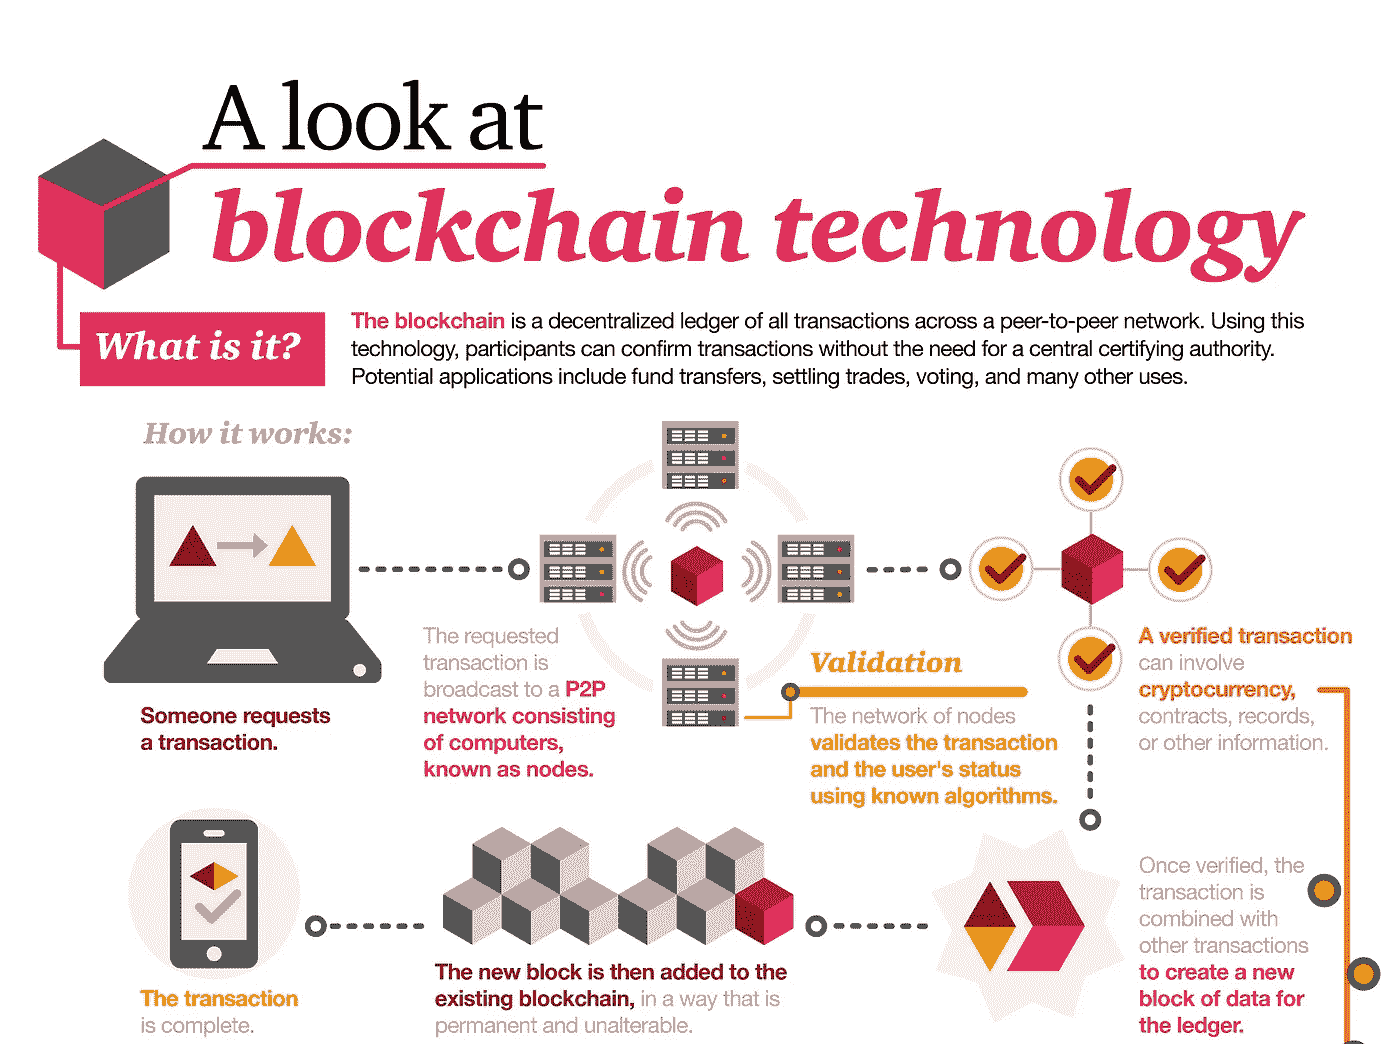 A look at
blockchain technology
What is it?
The blockchain is a decentralized ledger of all transactions across a peer-to-peer network. Using this
technology, participants can confirm transactions without the need for a central certifying authority.
Potential applications include fund transfers, settling trades, voting, and many other uses.
How it works:
Someone requests
a transaction.
The requested
transaction is
broadcast to a P2P
network consisting
of computers,
known as nodes.
Validation
The network of nodes
validates the transaction
and the user's status
using known algorithms.
A verified transaction
can involve
cryptocurrency,
contracts, records,
or other information.
Once verified, the
transaction is
combined with
other transactions
to create a new
block of data for
the ledger.
The new block is then added to the
existing blockchain, in a way that is
permanent and unalterable.
The transaction
is complete.